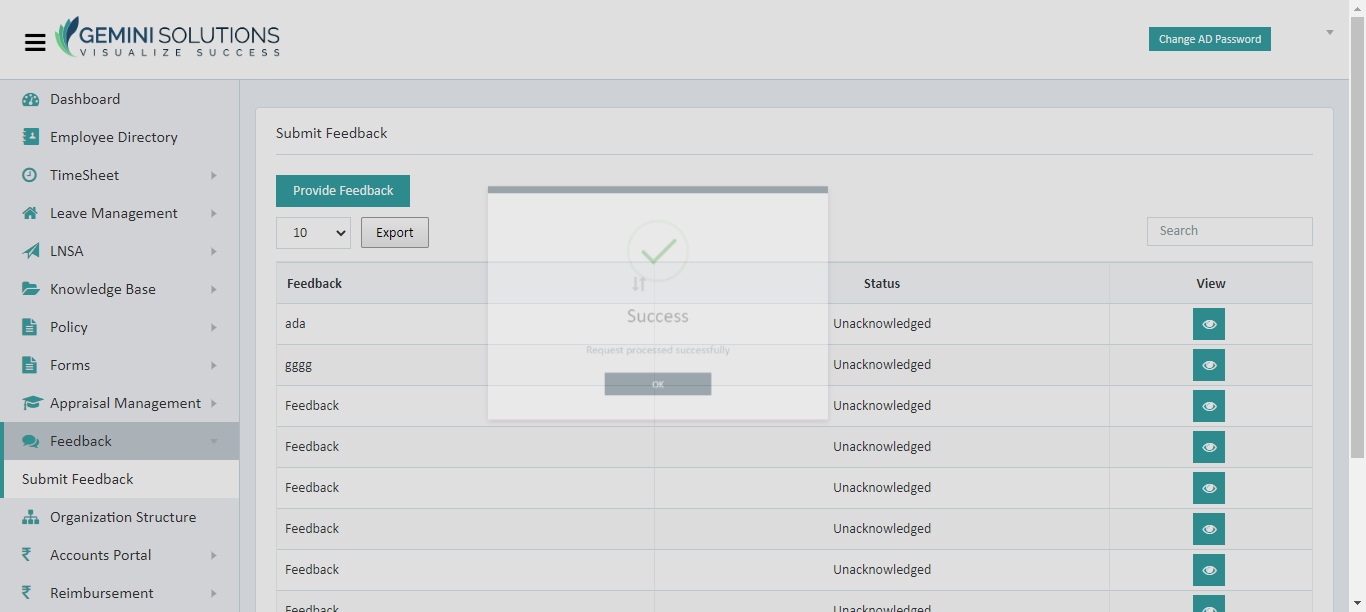 GEMINI SOLUTIONS
VISUALIZE SUCCESS
Change AD Password
Dashboard
Employee Directory
TimeSheet
Leave Management
LNSA
Knowledge Base
Policy
Forms
Appraisal Management
Feedback
Submit Feedback
Organization Structure
Accounts Portal
Reimbursement
Submit Feedback
Provide Feedback
10
Export
Search
Feedback Status View
ada Unacknowledged
gggg Unacknowledged
Feedback Unacknowledged
Feedback Unacknowledged
Feedback Unacknowledged
Feedback Unacknowledged
Feedback Unacknowledged
Feedback Unacknowledged
Success
Request processed successfully
OK